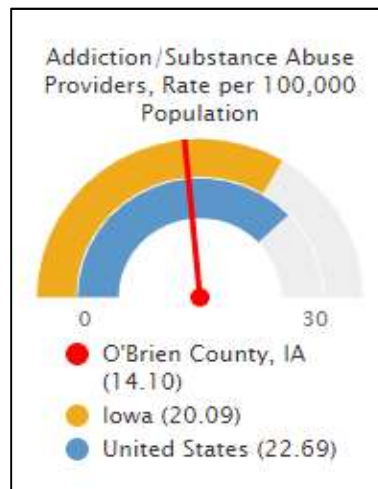 Addiction/Substance Abuse
Providers, Rate per 100,000
Population
0
30
O'Brien County, IA
(14.10)
Iowa (20.09)
United States (22.69)